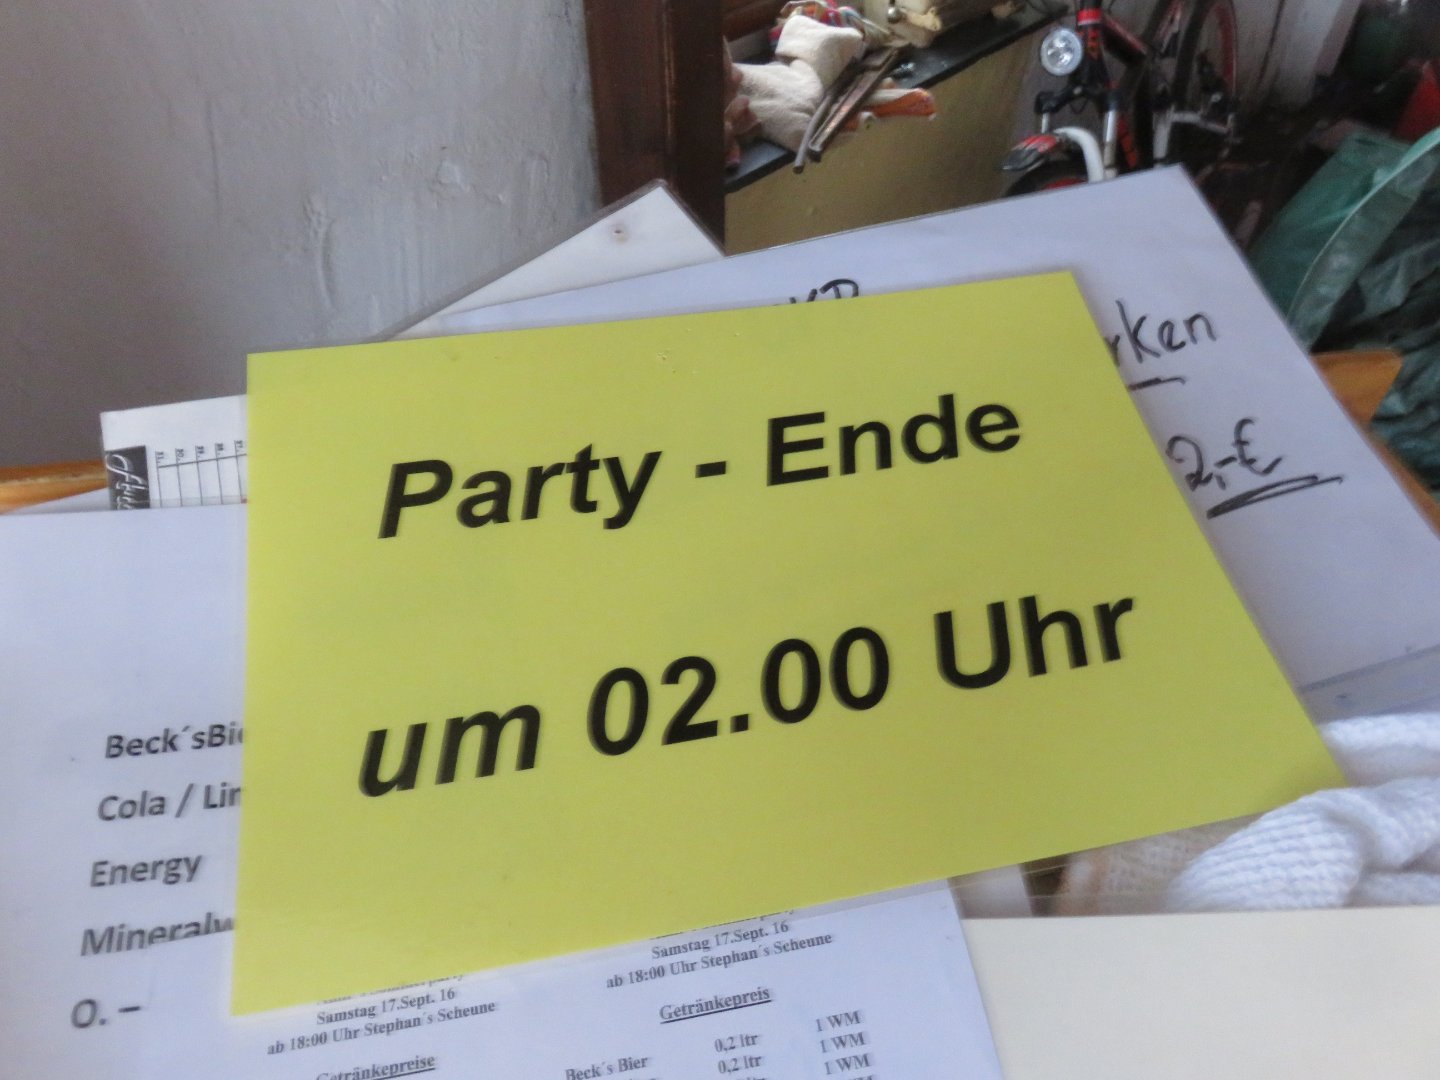 Party - Ende
um 02.00 Uhr
2,-€
Beck´sBie
Cola / Lin
Energy
Mineralw
O. –
Samstag 17.Sept. 16
ab 18:00 Uhr Stephan´s Scheune
Getränkepreise
Samstag 17.Sept. 16
ab 18:00 Uhr Stephan´s Scheune
Getränkepreis
Beck´s Bier 0,2 ltr 1 WM
0,2 ltr 1 WM
1 WM